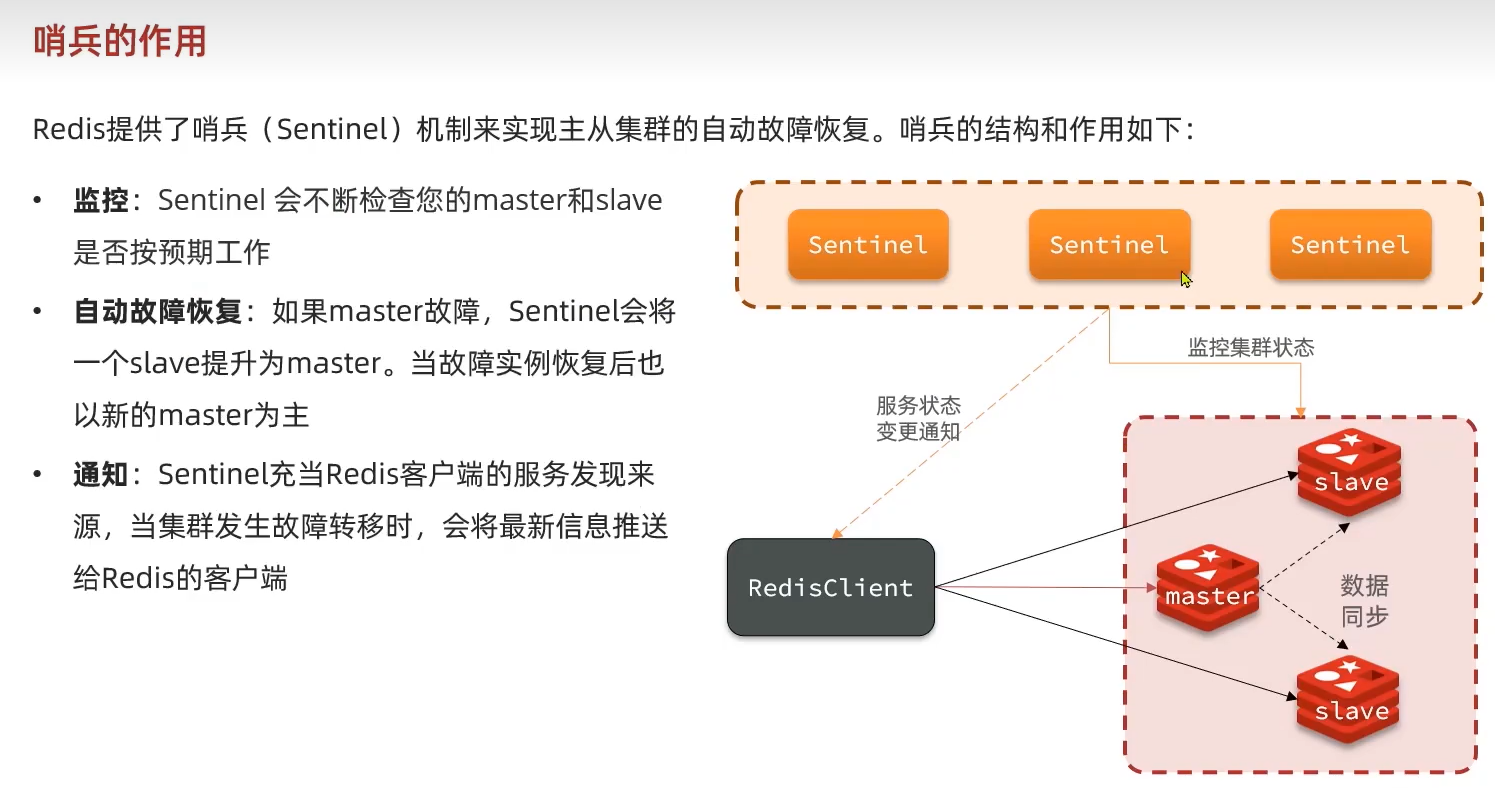 哨兵的作用
Redis提供了哨兵（Sentinel）机制来实现主从集群的自动故障恢复。哨兵的结构和作用如下：
• 监控：Sentinel 会不断检查您的master和slave
是否按预期工作
• 自动故障恢复：如果master故障，Sentinel会将
一个slave提升为master。当故障实例恢复后也
以新的master为主
• 通知：Sentinel充当Redis客户端的服务发现来
源，当集群发生故障转移时，会将最新信息推送
给Redis的客户端
Sentinel
Sentinel
Sentinel
监控集群状态
服务状态
变更通知
RedisClient
slave
master
数据
同步
slave